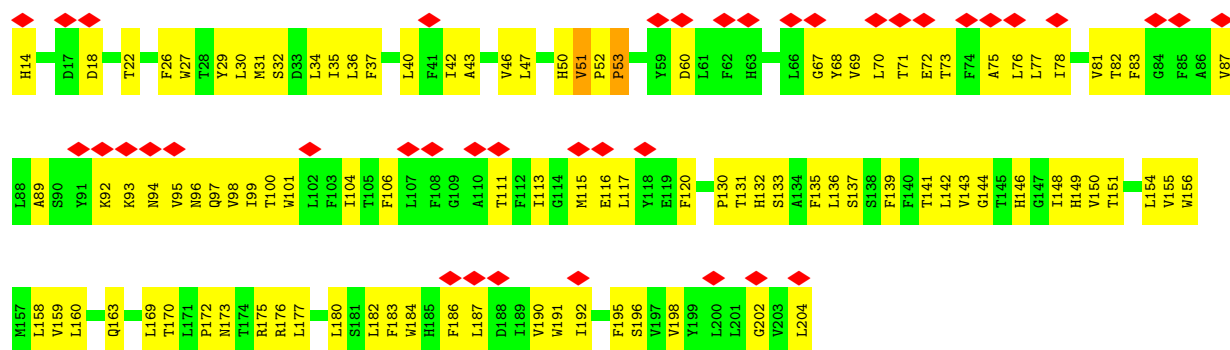 H14 D17 D18 T22 F26 W27 T28 Y29 L30 M31 S32 D33 L34 I35 L36 F37 L40 F41 I42 A43 V46 L47 H50 V51 P52 P53 Y59 D60 L61 F62 H63 L66 G67 Y68 V69 L70 T71 E72 T73 F74 A75 L76 L77 I78 V81 T82 F83 G84 F85 A86 V87
L88 A89 S90 Y91 K92 K93 N94 V95 N96 Q97 V98 I99 T100 W101 L102 F103 I104 T105 F106 L107 F108 G109 A110 T111 F112 I113 G114 M115 E116 L117 Y118 E119 F120 P130 T131 H132 S133 A134 F135 L136 S137 S138 F139 F140 T141 L142 V143 G144 T145 H146 G147 I148 H149 V150 T151 L154 V155 W156
M157 L158 V159 L160 Q163 L169 T170 L171 P172 N173 T174 R175 R176 L177 L180 S181 L182 F183 W184 H185 F186 L187 D188 I189 V190 W191 I192 F195 S196 V197 V198 Y199 L200 L201 G202 V203 L204